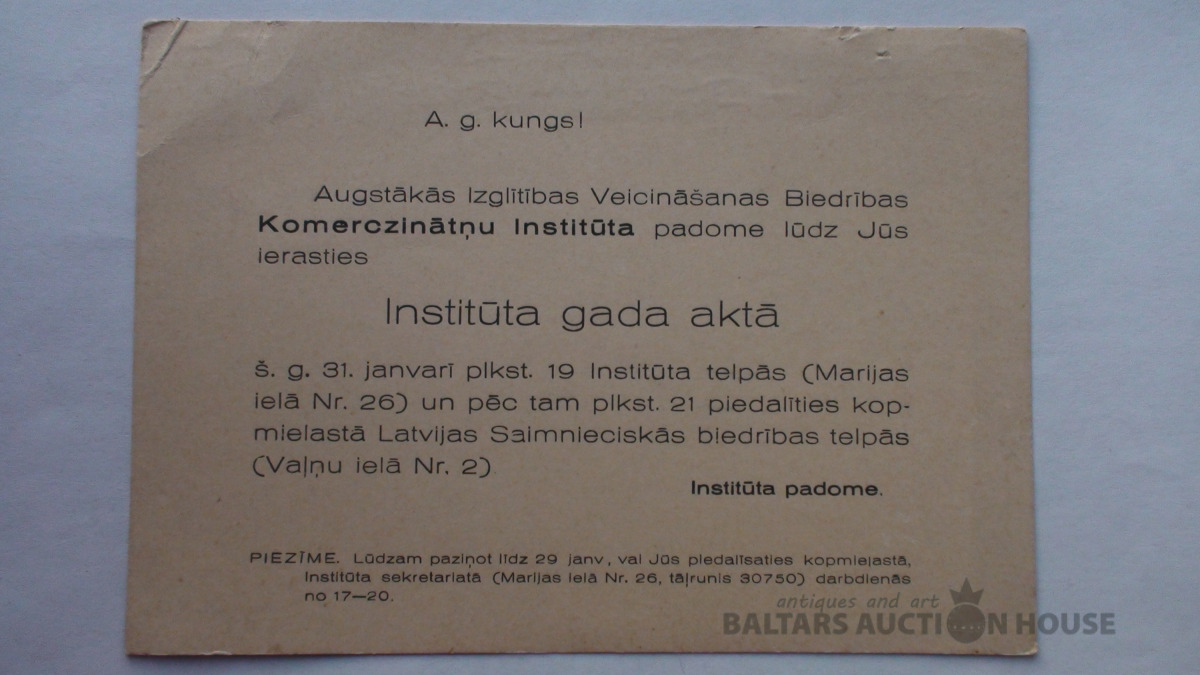 A. g. kungs!
Augstākās Izglītības Veicināšanas Biedrības
Komerczinātņu Institūta padome lūdz Jūs
ierasties
Institūta gada aktā
š. g. 31. janvarī plkst. 19 Institūta telpās (Marijas
ielā Nr. 26) un pēc tam plkst. 21 piedalīties kop-
mielastā Latvijas Saimnieciskās biedrības telpās
(Vaļņu ielā Nr. 2)
Institūta padome.
PIEZĪME. Lūdzam paziņot līdz 29 janv, vai Jūs piedalīsaties kopmielastā,
Institūta sekretariatā (Marijas ielā Nr. 26, tāļrunis 30750) darbdienās
no 17—20.
antiques and art
BALTARS AUCTION HOUSE